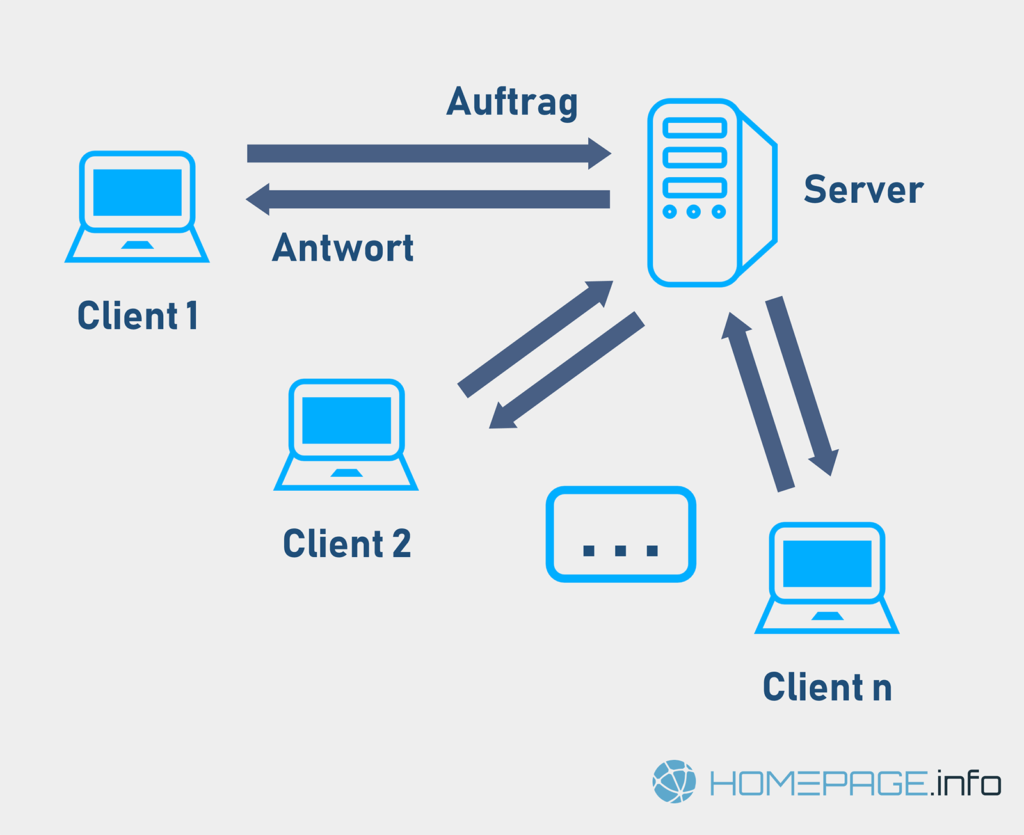 Auftrag
Server
Antwort
Client 1
Client 2
...
Client n
HOMEPAGE.info